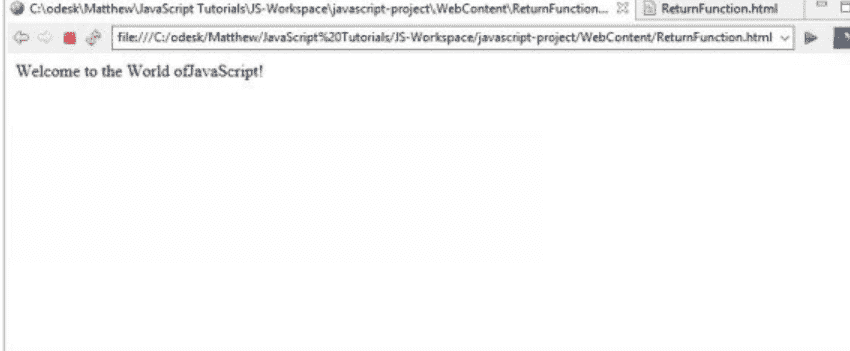 C:\odesk\Matthew\JavaScript Tutorials\JS-Workspace\javascript-project\WebContent\ReturnFunction... ReturnFunction.html
file:///C:/odesk/Matthew/JavaScript%20Tutorials/JS-Workspace/javascript-project/WebContent/ReturnFunction.html
Welcome to the World ofJavaScript!